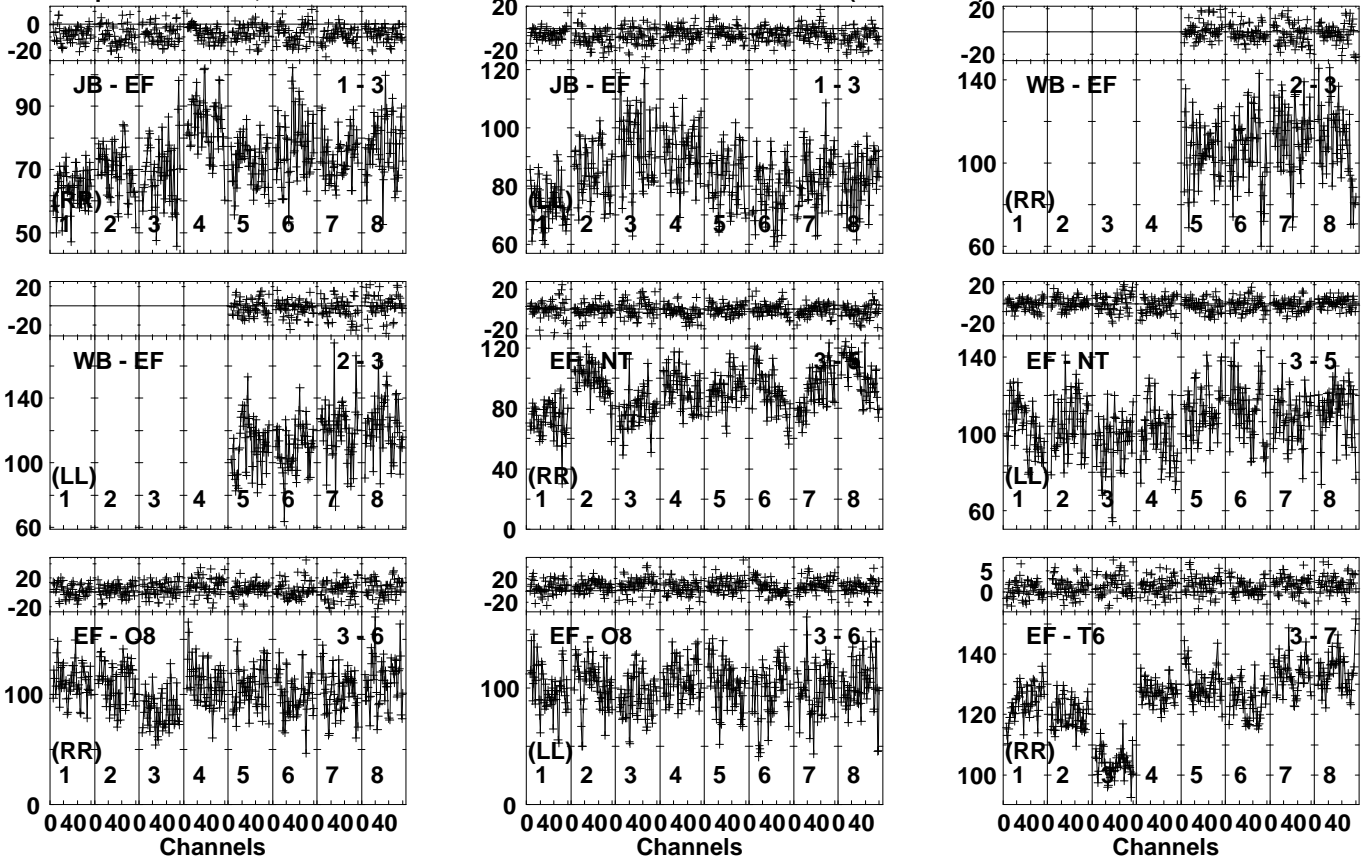 0 20 20
-20 -20 -20
JB - EF 1 - 3 120 JB - EF 1 - 3 140 WB - EF 2 - 3
90 100 100
70 80
(RR) (LL) (RR)
1 2 3 4 5 6 7 8 1 2 3 4 5 6 7 8 1 2 3 4 5 6 7 8
50 60 60
20 20 20
-20 -20 -20
WB - EF 2 - 3 120 EF - NT 3 - 5 140 EF - NT 3 - 5
140 80 100
100 40
(LL) (RR) (LL)
1 2 3 4 5 6 7 8 1 2 3 4 5 6 7 8 1 2 3 4 5 6 7 8
60 0 60
20 20 5
-20 -20 0
EF - O8 3 - 6 EF - O8 3 - 6 140 EF - T6 3 - 7
100 100 120
(RR) (LL) (RR)
1 2 3 4 5 6 7 8 1 2 3 4 5 6 7 8 100 1 2 3 4 5 6 7 8
0 0
0 40 0 40 0 40 0 40 0 40 0 40 0 40 0 40 0 40 0 40 0 40 0 40 0 40 0 40 0 40 0 40 0 40 0 40 0 40 0 40 0 40 0 40 0 40 0 40
Channels Channels Channels